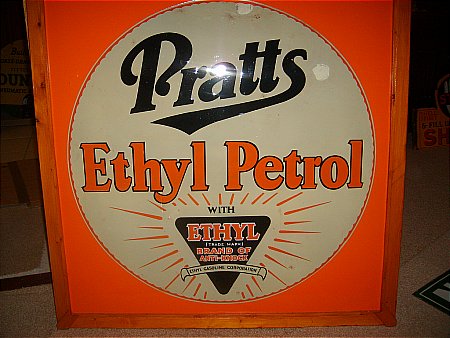 Pratts
Ethyl Petrol
WITH
ETHYL
TRADE MARK
BRAND OF
ANTI-KNOCK
ETHYL GASOLINE CORPORATION